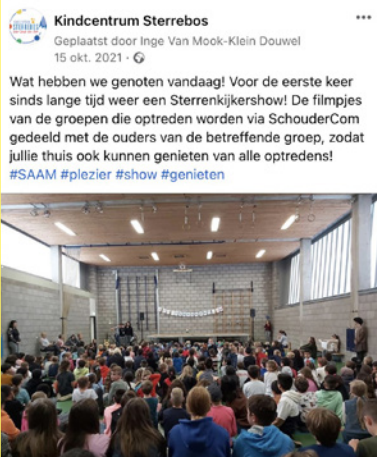 Kindcentrum Sterrebos
Geplaatst door Inge Van Mook-Klein Douwel
15 okt. 2021 ·
Wat hebben we genoten vandaag! Voor de eerste keer
sinds lange tijd weer een Sterrenkijkershow! De filmpjes
van de groepen die optreden worden via SchouderCom
gedeeld met de ouders van de betreffende groep, zodat
jullie thuis ook kunnen genieten van alle optredens!
#SAAM #plezier #show #genieten